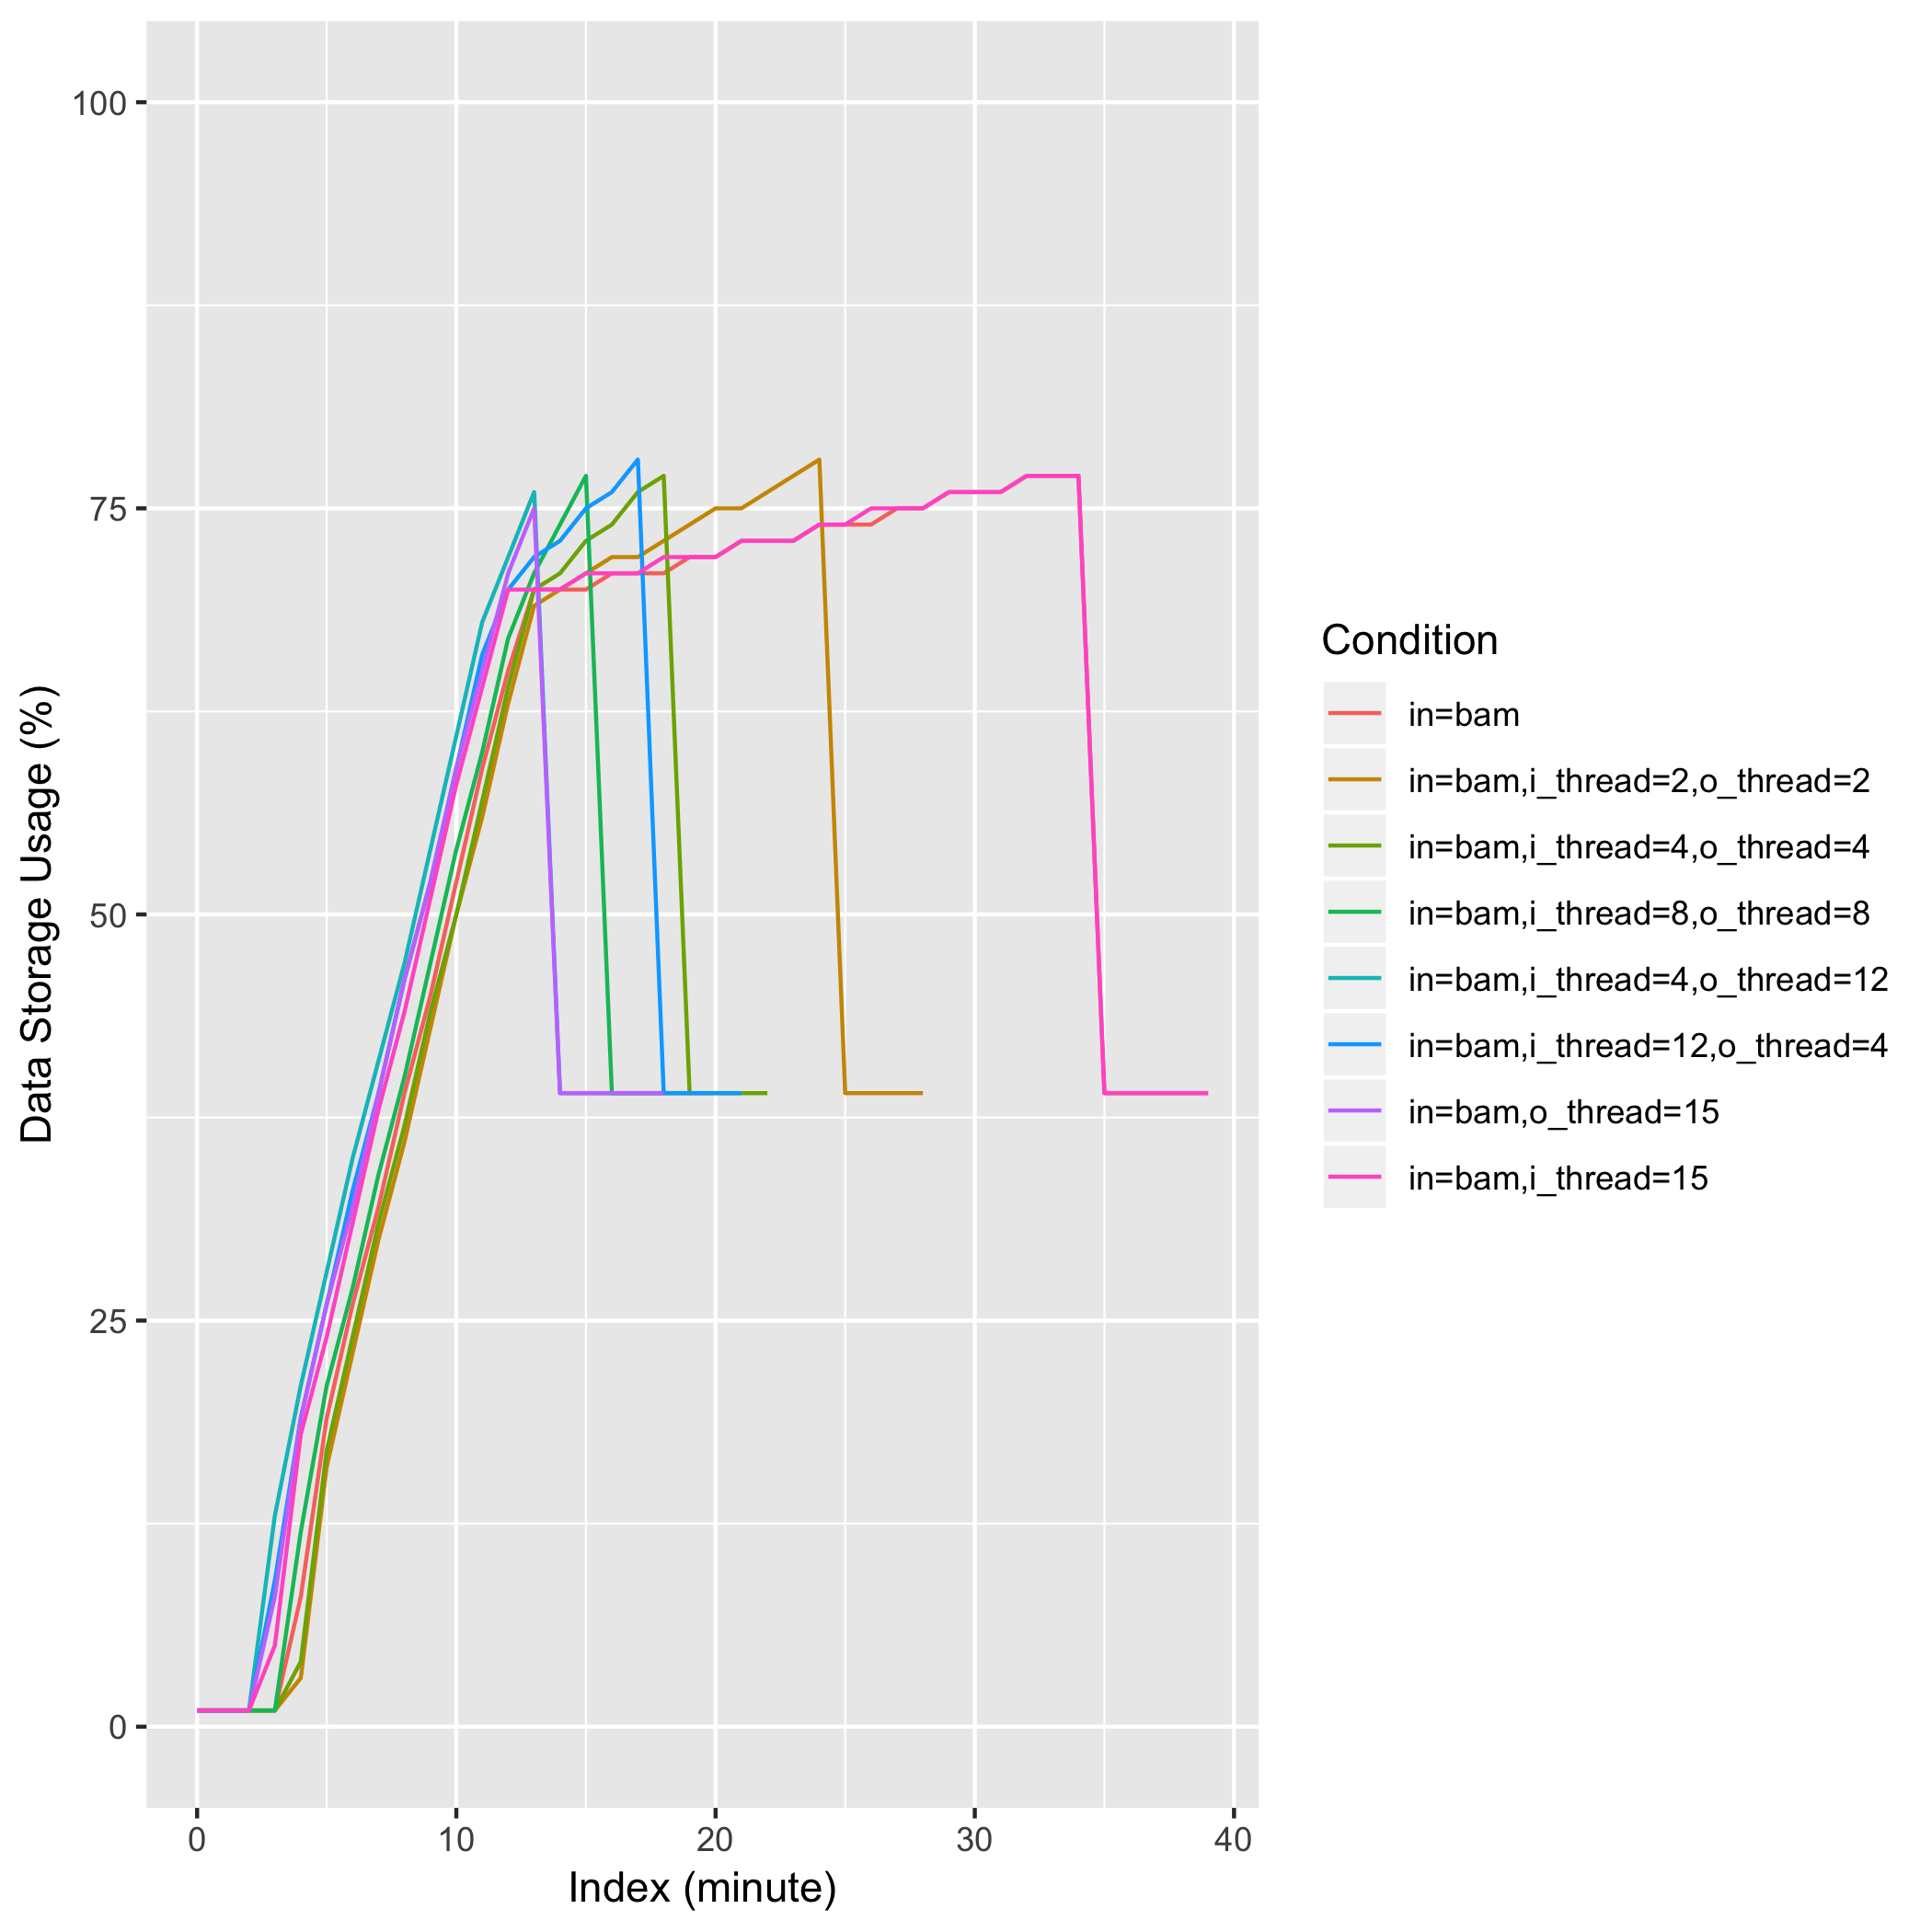 100
75
50
25
0
Data Storage Usage (%)
0 10 20 30 40
Index (minute)
Condition
in=bam
in=bam,i_thread=2,o_thread=2
in=bam,i_thread=4,o_thread=4
in=bam,i_thread=8,o_thread=8
in=bam,i_thread=4,o_thread=12
in=bam,i_thread=12,o_thread=4
in=bam,o_thread=15
in=bam,i_thread=15